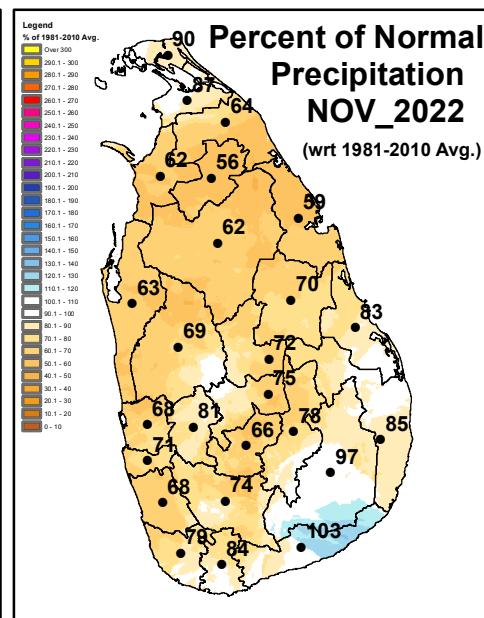 Percent of Normal
Precipitation
NOV_2022
(wrt 1981-2010 Avg.)
Legend
% of 1981-2010 Avg.
Over 300
290.1 - 300
280.1 - 290
270.1 - 280
260.1 - 270
250.1 - 260
240.1 - 250
230.1 - 240
220.1 - 230
210.1 - 220
200.1 - 210
190.1 - 200
180.1 - 190
170.1 - 180
160.1 - 170
150.1 - 160
140.1 - 150
130.1 - 140
120.1 - 130
110.1 - 120
100.1 - 110
90.1 - 100
80.1 - 90
70.1 - 80
60.1 - 70
50.1 - 60
40.1 - 50
30.1 - 40
20.1 - 30
10.1 - 20
0 - 10
90
64
62 56
59
62
70
63
83
69
72
75
68 81 78
66 85
71
97
68 74
103
79 84